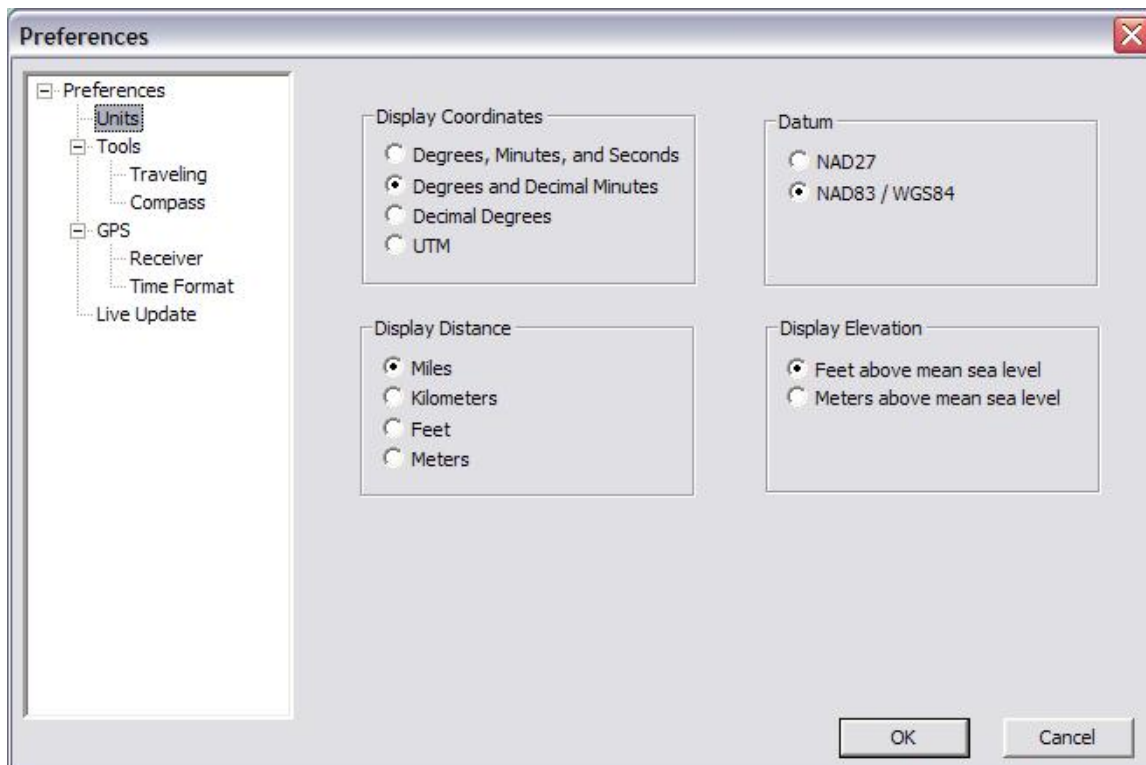 Preferences
Preferences
Units
Tools
Traveling
Compass
GPS
Receiver
Time Format
Live Update
Display Coordinates
Degrees, Minutes, and Seconds
Degrees and Decimal Minutes
Decimal Degrees
UTM
Datum
NAD27
NAD83 / WGS84
Display Distance
Miles
Kilometers
Feet
Meters
Display Elevation
Feet above mean sea level
Meters above mean sea level
OK
Cancel